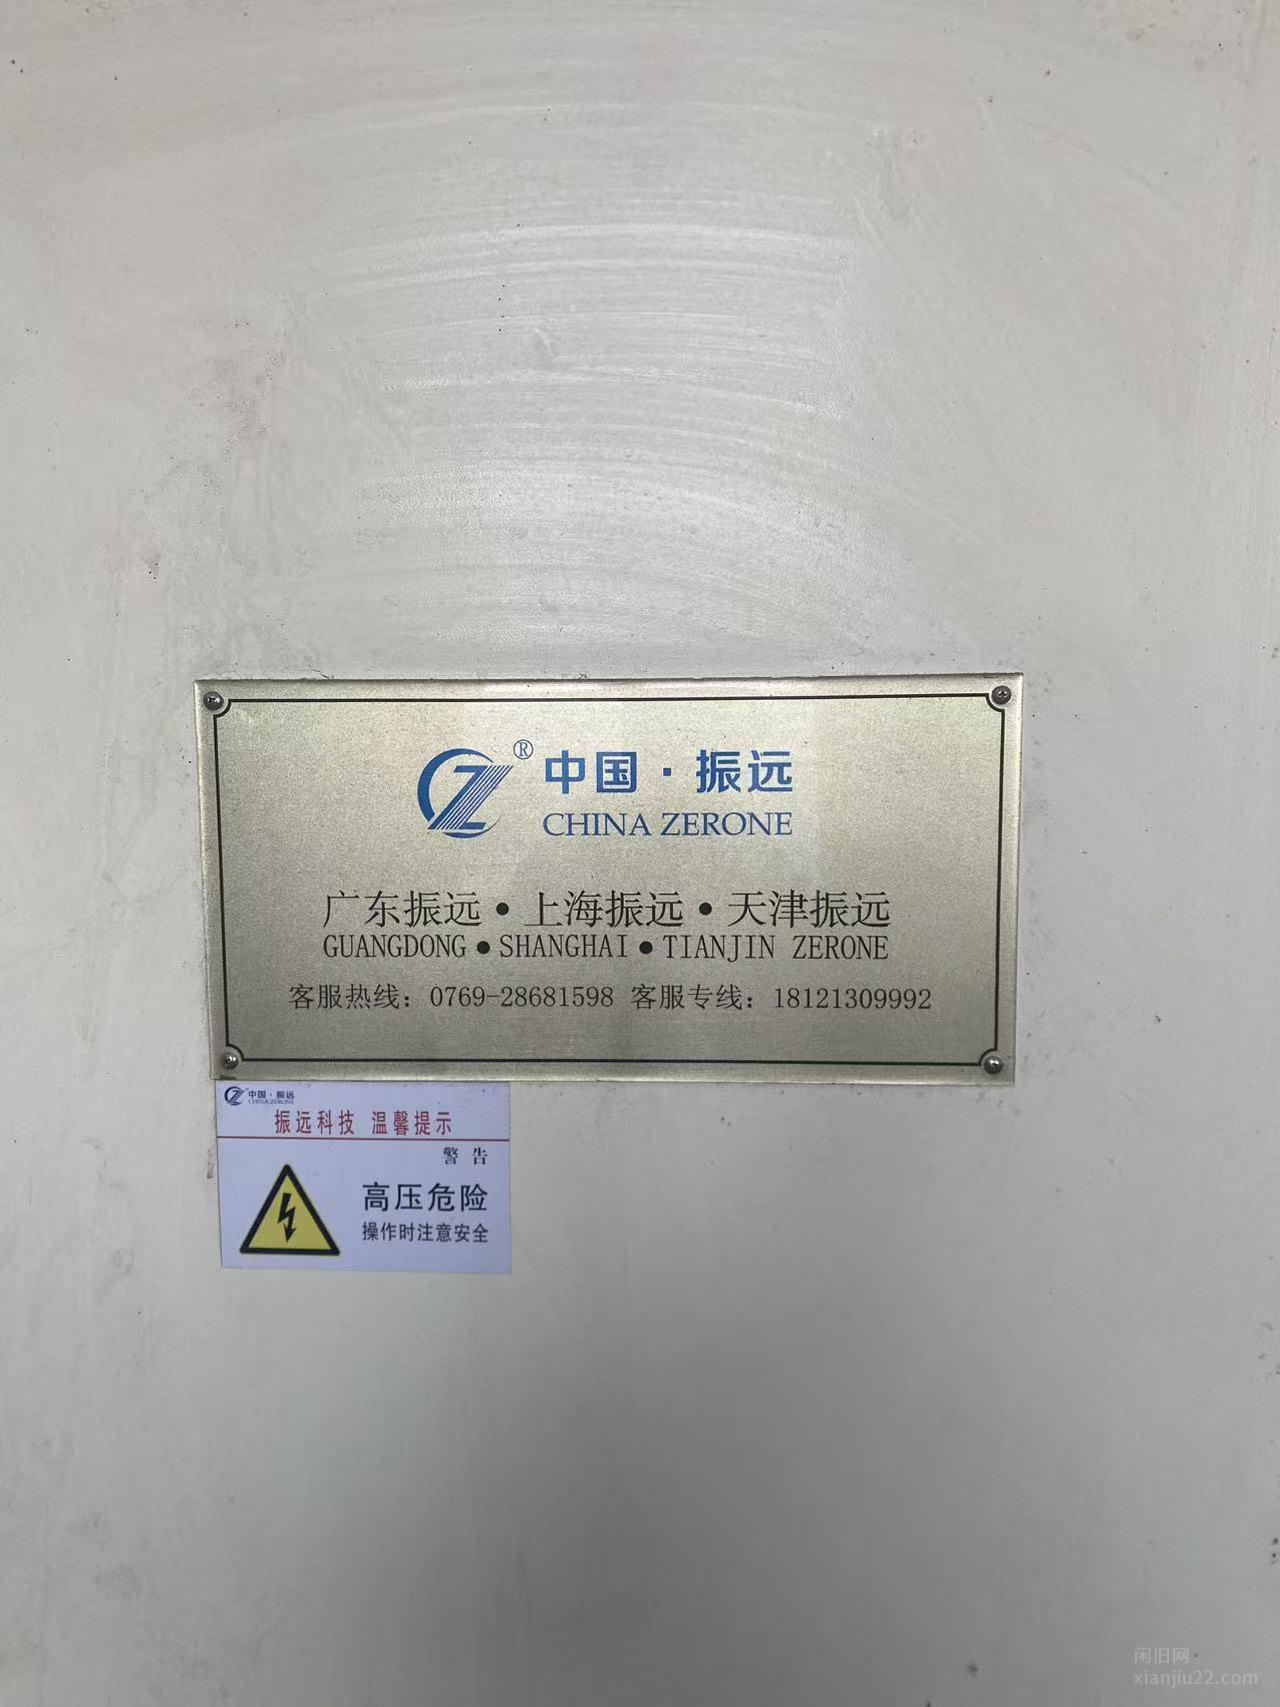 ® 中国·振远
CHINA ZERONE
广东振远·上海振远·天津振远
GUANGDONG·SHANGHAI·TIANJIN ZERONE
客服热线：0769-28681598 客服专线：18121309992
中国·振远
CHINA ZERONE
振远科技 温馨提示
警告
高压危险
操作时注意安全
闲旧网
xianjiu22.com